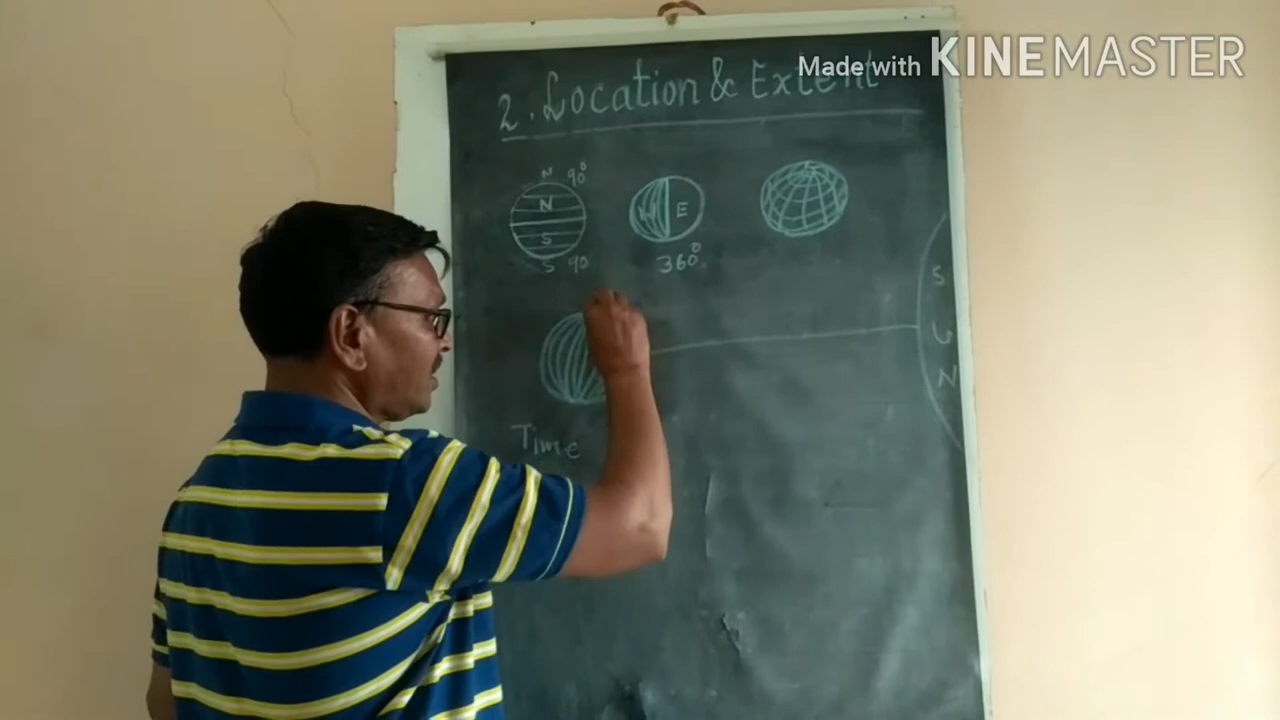 Made with KINEMASTER
2. Location & Extent
N 90°
N
S
S 90
W E
360°
S
U
N
Time